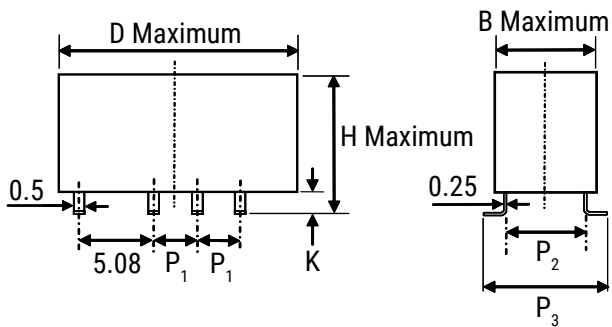 D Maximum
B Maximum
H Maximum
0.5
0.25
5.08
P₁
P₁
K
P₂
P₃